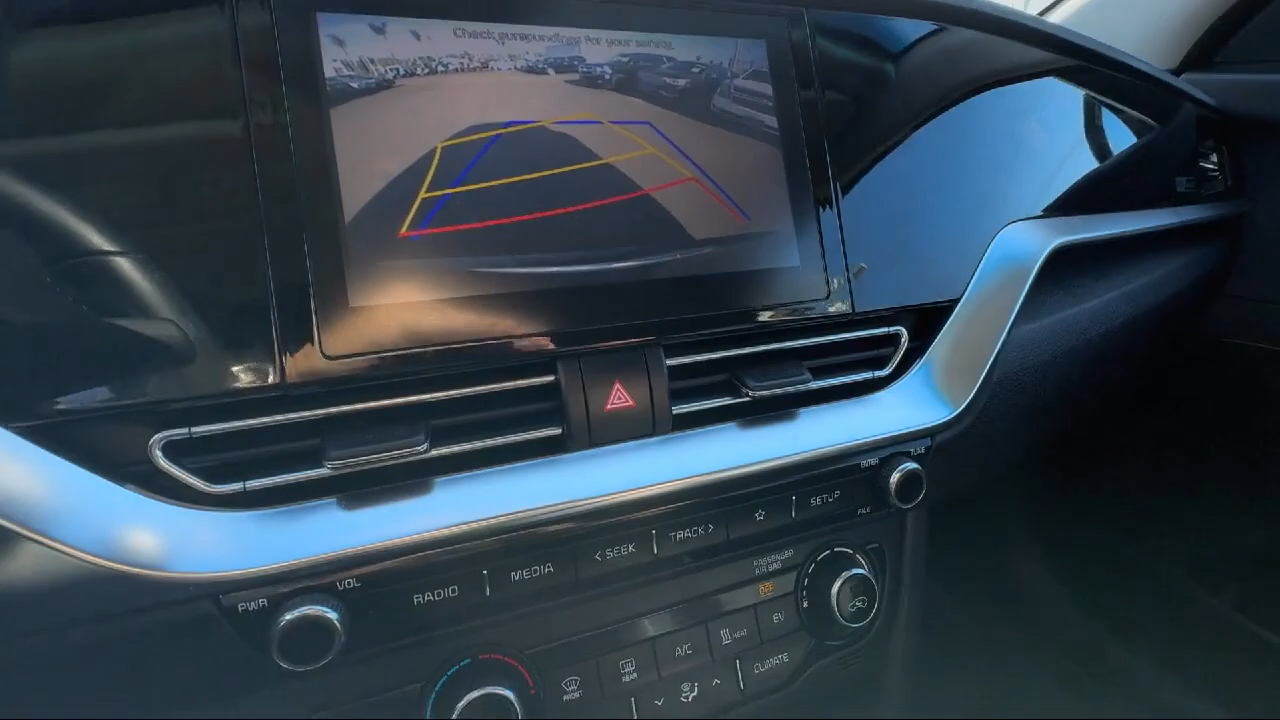 Check surroundings for your safety.
ENTER
TUNE
FILE
SETUP
TRACK >
< SEEK
MEDIA
RADIO
VOL
PWR
PASSENGER
AIR BAG
OFF
EV
HEAT
A/C
REAR
FRONT
CLIMATE